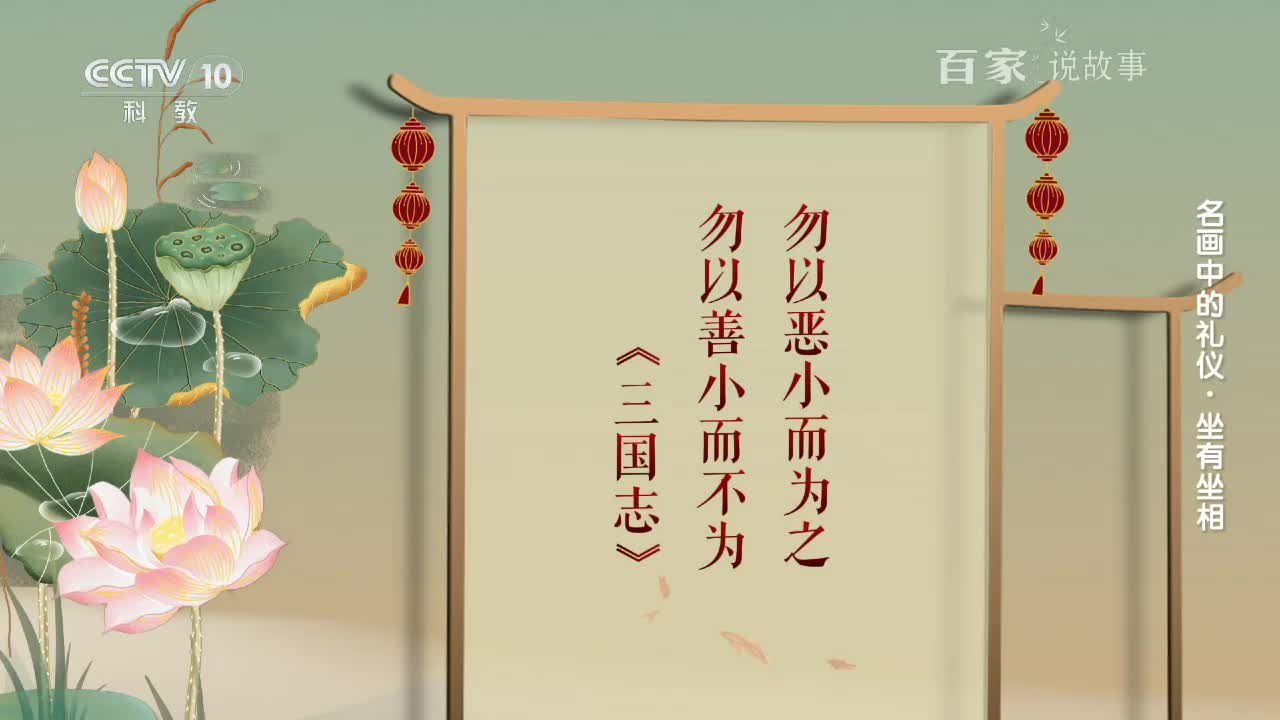 CCTV 10
科教
百家说故事
勿以恶小而为之
勿以善小而不为
《三国志》
名画中的礼仪·坐有坐相